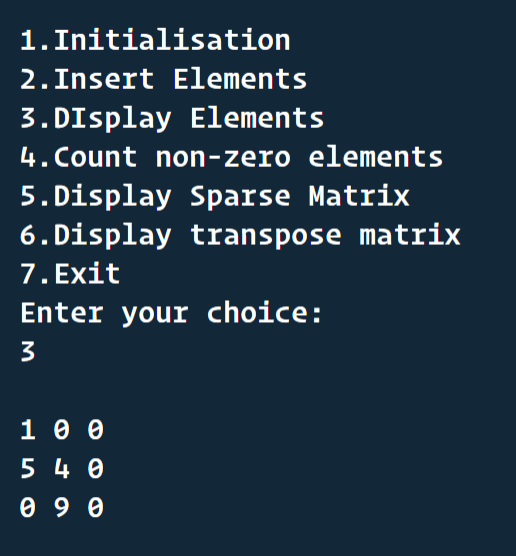 1.Initialisation
2.Insert Elements
3.DIsplay Elements
4.Count non-zero elements
5.Display Sparse Matrix
6.Display transpose matrix
7.Exit
Enter your choice:
3
1 0 0
5 4 0
0 9 0